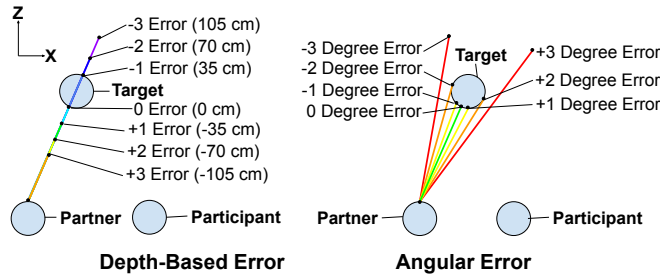 Z
X
-3 Error (105 cm)
-2 Error (70 cm)
-1 Error (35 cm)
Target
0 Error (0 cm)
+1 Error (-35 cm)
+2 Error (-70 cm)
+3 Error (-105 cm)
Partner
Participant
Depth-Based Error
-3 Degree Error
-2 Degree Error
-1 Degree Error
0 Degree Error
Target
+3 Degree Error
+2 Degree Error
+1 Degree Error
Partner
Participant
Angular Error